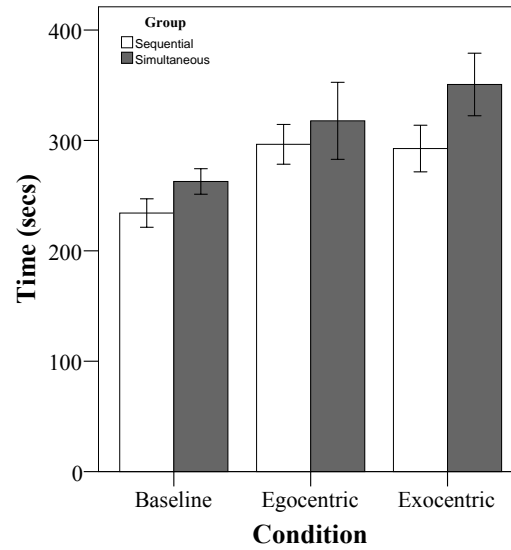 Group
Sequential
Simultaneous
400
300
200
100
0
Time (secs)
Baseline Egocentric Exocentric
Condition